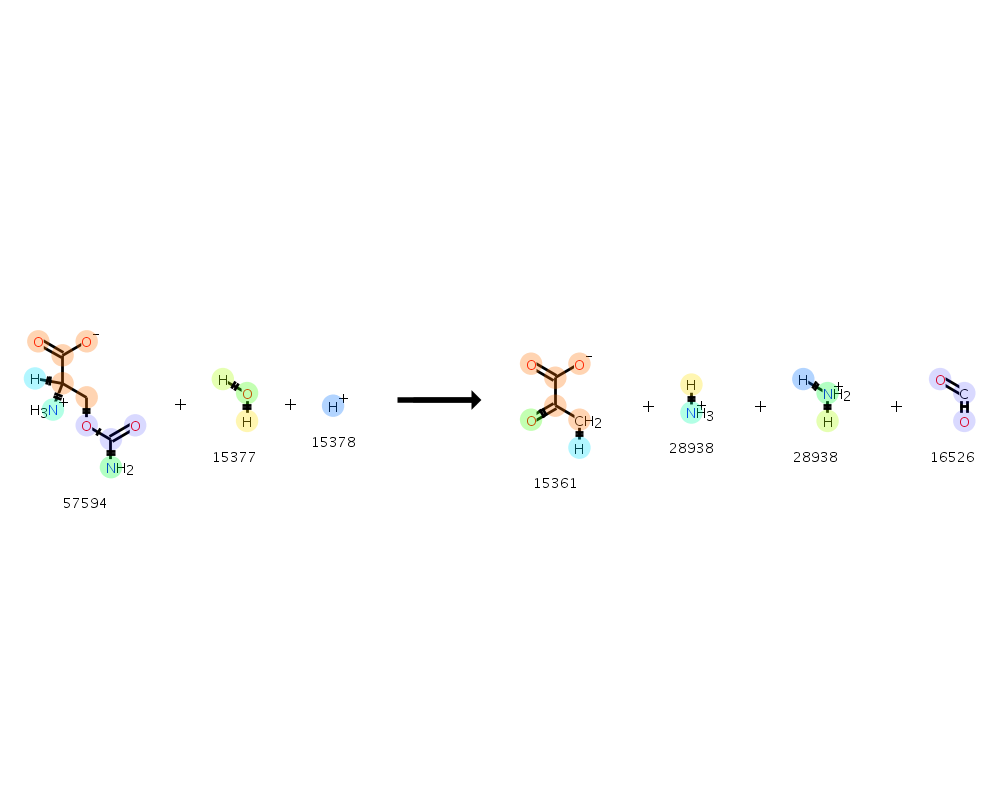 O O−
H
H3N+
O O
NH2
57594
+
H
O
H
15377
+
H+
15378
O O−
O CH2
H
15361
+
H
NH3+
28938
+
H NH2+
H
28938
+
O
C
O
16526